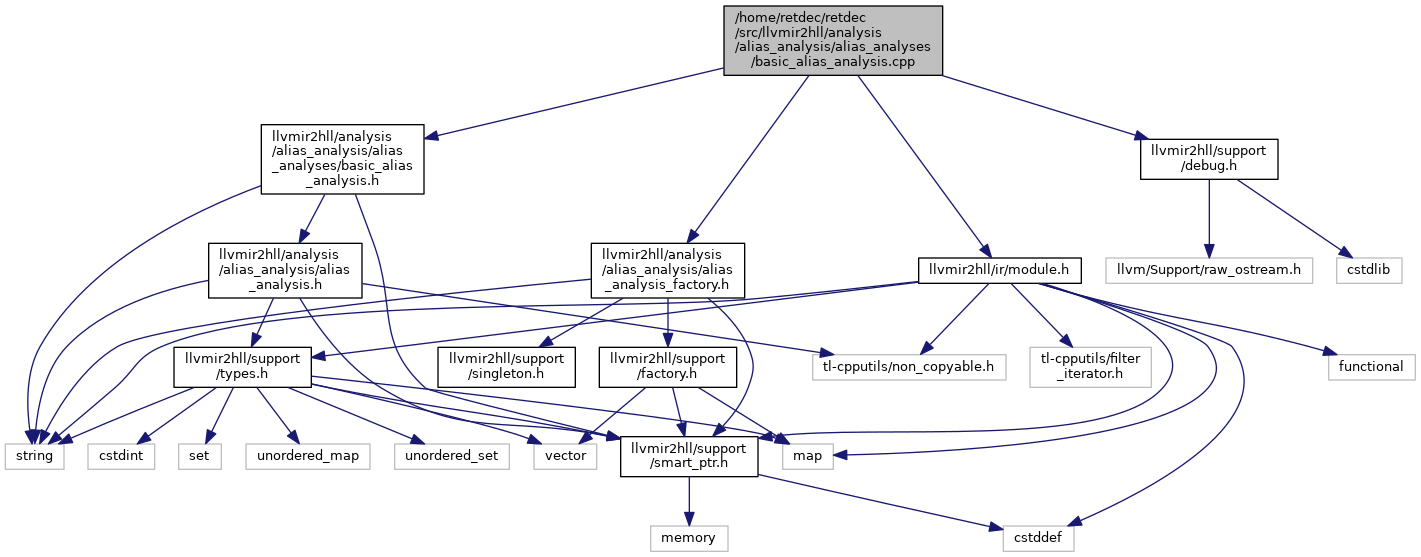 /home/retdec/retdec
/src/llvmir2hll/analysis
/alias_analysis/alias_analyses
/basic_alias_analysis.cpp
llvmir2hll/analysis
/alias_analysis/alias
_analyses/basic_alias
_analysis.h
llvmir2hll/support
/debug.h
llvmir2hll/analysis
/alias_analysis/alias
_analysis.h
llvmir2hll/analysis
/alias_analysis/alias
_analysis_factory.h
llvmir2hll/ir/module.h
llvm/Support/raw_ostream.h
cstdlib
llvmir2hll/support
/types.h
llvmir2hll/support
/singleton.h
llvmir2hll/support
/factory.h
tl-cpputils/non_copyable.h
tl-cpputils/filter
_iterator.h
functional
string
cstdint
set
unordered_map
unordered_set
vector
llvmir2hll/support
/smart_ptr.h
map
memory
cstddef